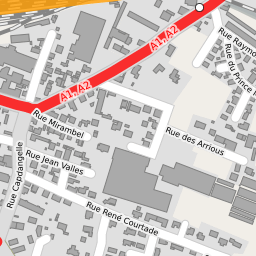 A1, A2
Rue Raymo
Rue du Prince
A1, A2
Rue Mirambel
Rue des Arrious
Rue Jean Valles
Rue Capdangelle
Rue René Courtade